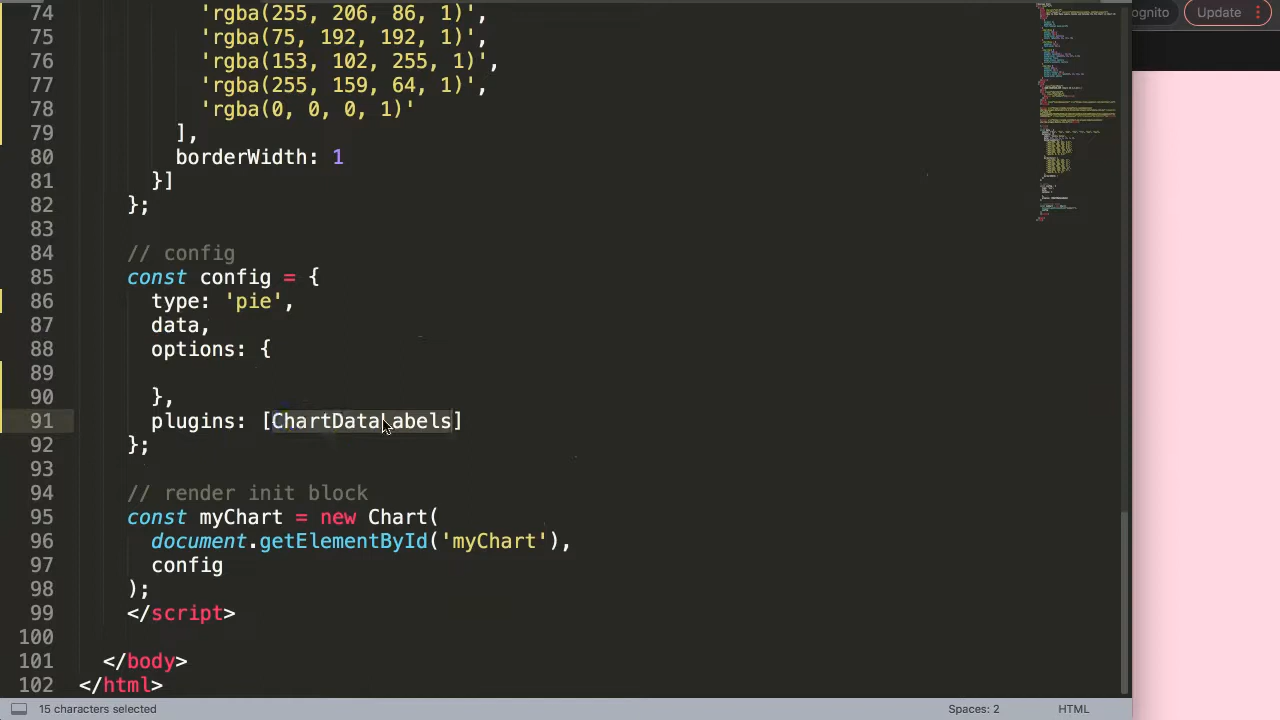 74 'rgba(255, 206, 86, 1)',
75 'rgba(75, 192, 192, 1)',
76 'rgba(153, 102, 255, 1)',
77 'rgba(255, 159, 64, 1)',
78 'rgba(0, 0, 0, 1)'
79 ],
80 borderWidth: 1
81 }]
82 };
83
84 // config
85 const config = {
86 type: 'pie',
87 data,
88 options: {
89
90 },
91 plugins: [ChartDataLabels]
92 };
93
94 // render init block
95 const myChart = new Chart(
96 document.getElementById('myChart'),
97 config
98 );
99 </script>
100
101 </body>
102 </html>
15 characters selected
Spaces: 2
HTML
ognito
Update